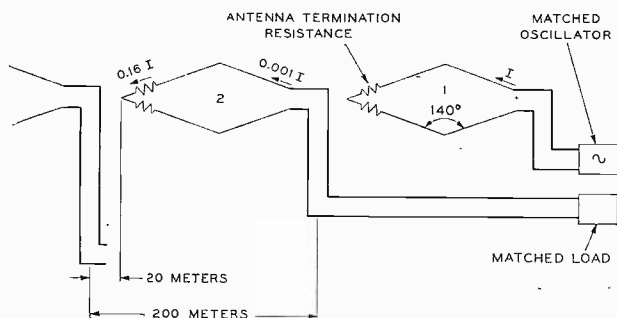 ANTENNA TERMINATION
RESISTANCE
MATCHED
OSCILLATOR
0.16 I
0.001 I
I
2
1
140°
~
MATCHED LOAD
20 METERS
200 METERS